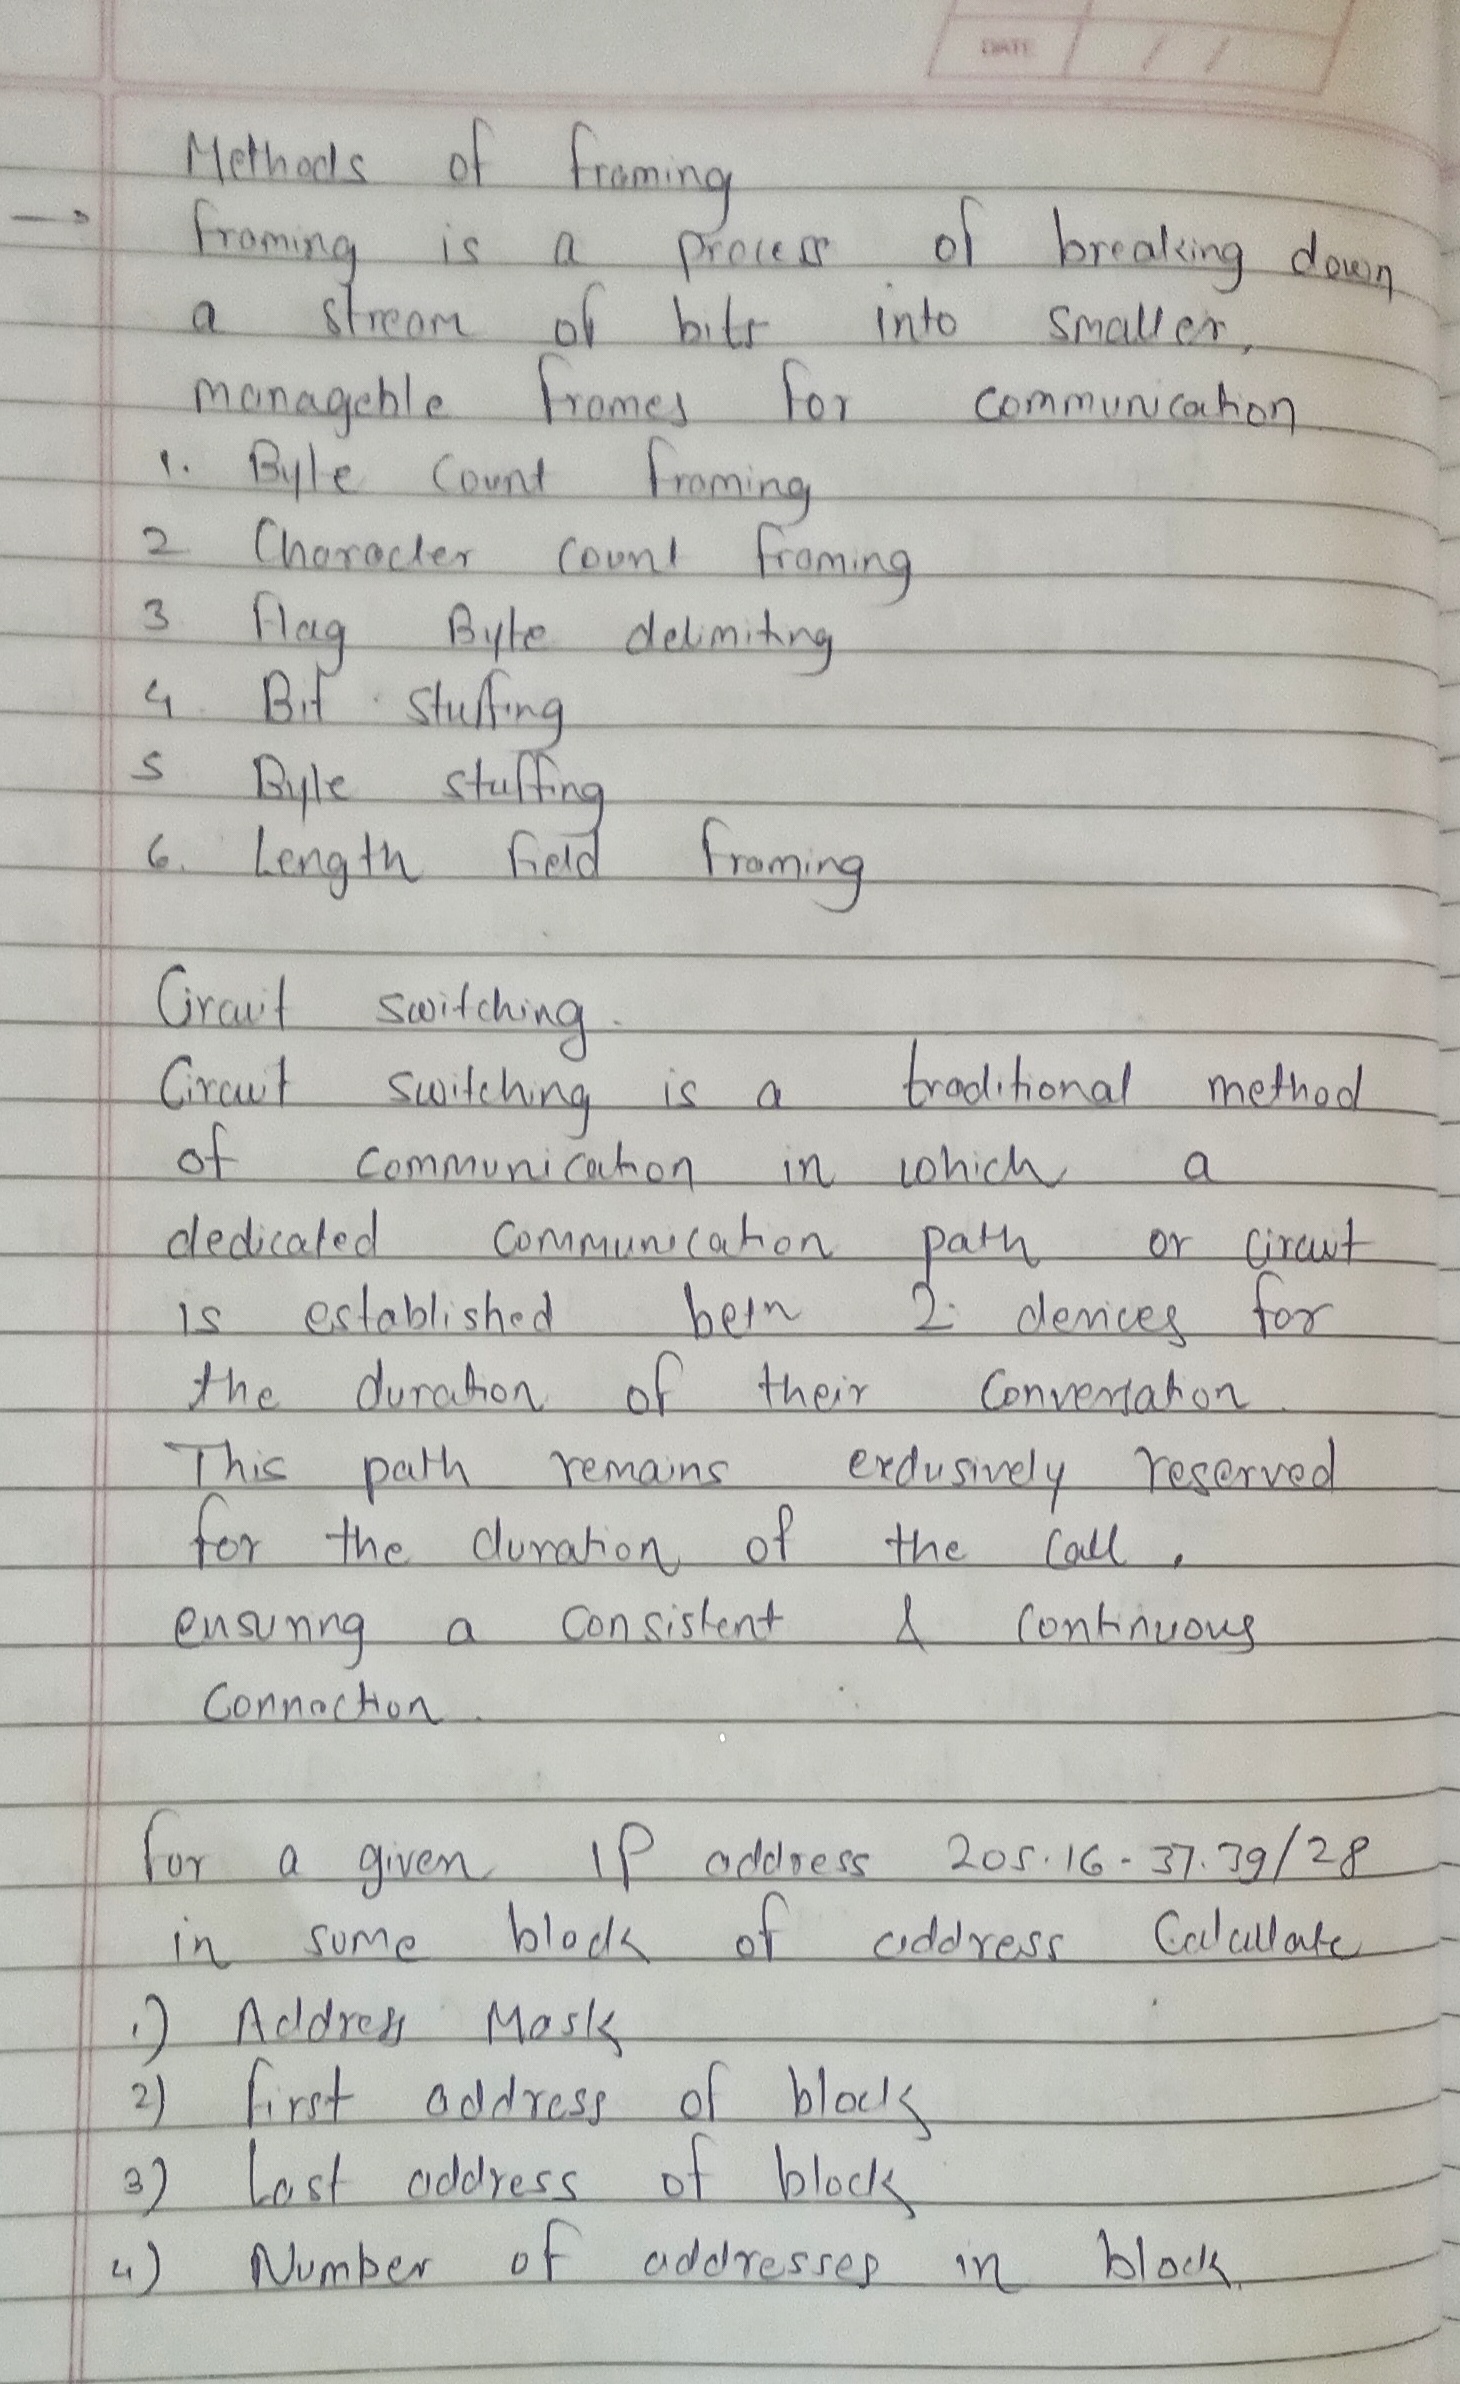 DATE / /
Methods of framing
→ framing is a process of breaking down
a stream of bits into smaller,
managable frames for communication
1. Byte count framing
2 Character count framing
3 flag Byte delimiting
4. Bit stuffing
5 Byte stuffing
6. Length field framing
Circuit switching.
Circuit switching is a traditional method
of communication in which a
dedicated communication path or circuit
is established betn 2 devices for
the duration of their conversation.
This path remains exclusively reserved
for the duration of the call,
ensuring a consistent & continuous
connection.
for a given IP address 205.16.37.39/28
in some block of address Calculate
1) Address Mask
2) first address of block
3) Last address of block
4) Number of addresses in block.